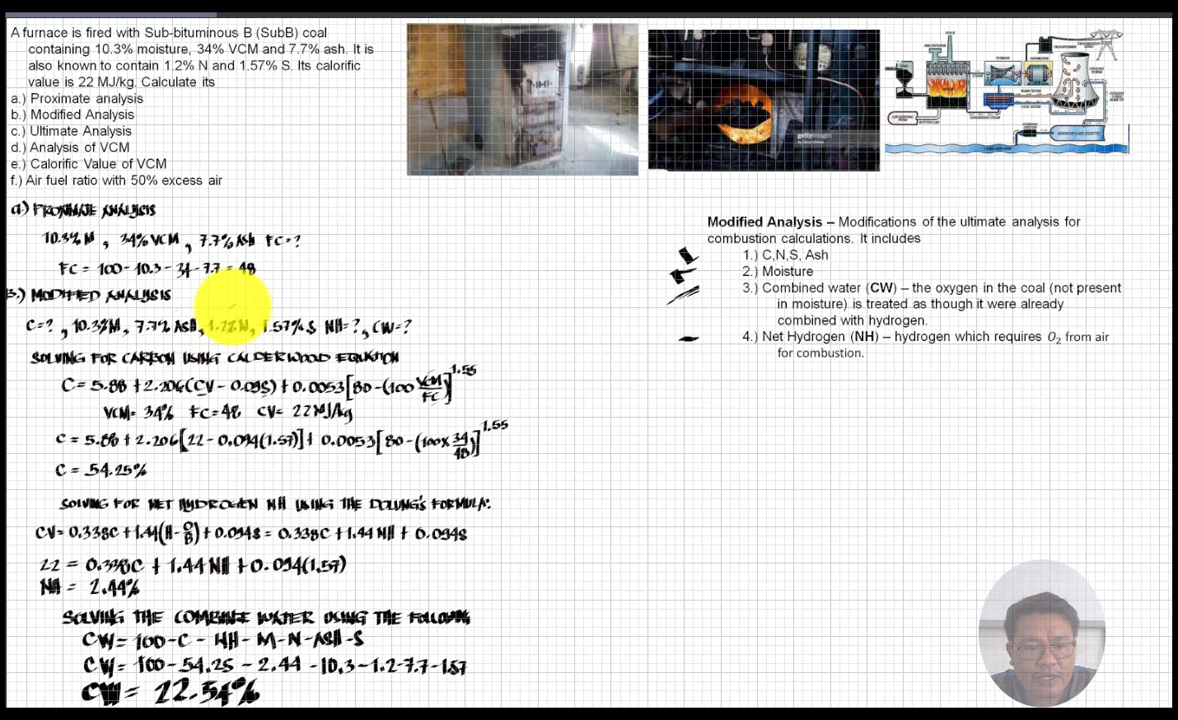 A furnace is fired with Sub-bituminous B (SubB) coal
containing 10.3% moisture, 34% VCM and 7.7% ash. It is
also known to contain 1.2% N and 1.57% S. Its calorific
value is 22 MJ/kg. Calculate its
a.) Proximate analysis
b.) Modified Analysis
c.) Ultimate Analysis
d.) Analysis of VCM
e.) Calorific Value of VCM
f.) Air fuel ratio with 50% excess air
a) PROXIMATE ANALYSIS
10.3% M, 34% VCM, 7.7% ASH FC=?
FC = 100-10.3-34-7.7 = 48
B.) MODIFIED ANALYSIS
C=?, 10.3%M, 7.7% ASH, 1.2%N, 1.57%S NH=?, CW=?
SOLVING FOR CARBON USING CALDERWOOD EQUATION
C = 5.88 + 2.206(CV - 0.09S) + 0.0053[80-(100 VCM/FC)]^1.55
VCM= 34% FC=48 CV= 22MJ/kg
C = 5.88 + 2.206[22-0.094(1.57)] + 0.0053[80-(100x 34/48)]^1.55
C = 54.25%
SOLVING FOR NET HYDROGEN NH USING THE FORMULA:
CV= 0.338C + 1.44(H-O/8) + 0.094S = 0.338C + 1.44 NH + 0.094S
22 = 0.338C + 1.44 NH + 0.094(1.57)
NH = 2.44%
SOLVING THE COMBINE WATER USING THE FOLLOWING
CW= 100-C-NH-M-N-ASH-S
CW= 100-54.25-2.44-10.3-1.2-7.7-1.57
CW= 22.54%
gettyimages
Modified Analysis – Modifications of the ultimate analysis for
combustion calculations. It includes
1.) C,N,S, Ash
2.) Moisture
3.) Combined water (CW) – the oxygen in the coal (not present
in moisture) is treated as though it were already
combined with hydrogen.
4.) Net Hydrogen (NH) – hydrogen which requires O₂ from air
for combustion.